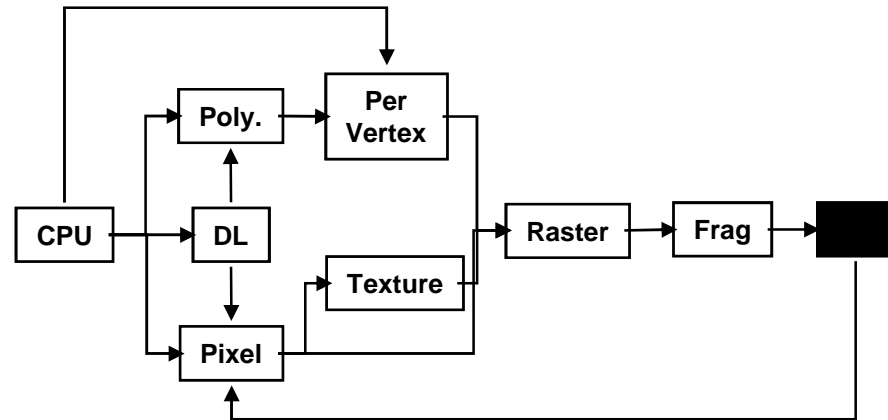 Per
Vertex
Poly.
CPU
DL
Raster
Frag
Texture
Pixel